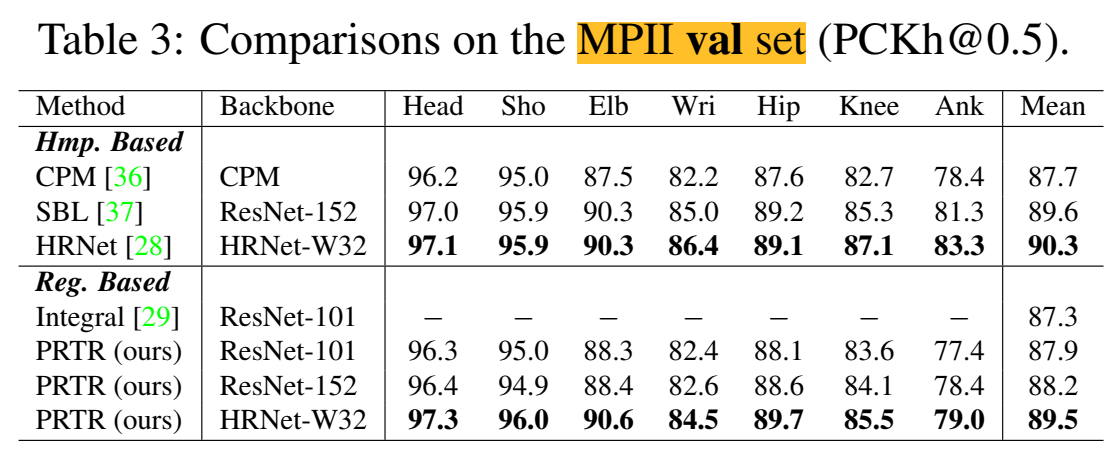 Table 3: Comparisons on the MPII val set (PCKh@0.5).
Method Backbone Head Sho Elb Wri Hip Knee Ank Mean
Hmp. Based
CPM [36] CPM 96.2 95.0 87.5 82.2 87.6 82.7 78.4 87.7
SBL [37] ResNet-152 97.0 95.9 90.3 85.0 89.2 85.3 81.3 89.6
HRNet [28] HRNet-W32 97.1 95.9 90.3 86.4 89.1 87.1 83.3 90.3
Reg. Based
Integral [29] ResNet-101 − − − − − − − 87.3
PRTR (ours) ResNet-101 96.3 95.0 88.3 82.4 88.1 83.6 77.4 87.9
PRTR (ours) ResNet-152 96.4 94.9 88.4 82.6 88.6 84.1 78.4 88.2
PRTR (ours) HRNet-W32 97.3 96.0 90.6 84.5 89.7 85.5 79.0 89.5